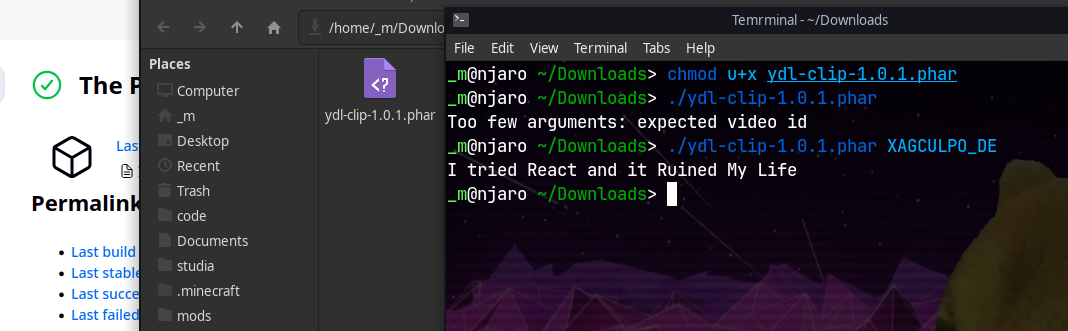 The P
Last
Permalink
Last build
Last stable
Last succe
Last failed
/home/_m/Downlo
Places
Computer
_m
Desktop
Recent
Trash
code
Documents
studia
.minecraft
mods
ydl-clip-1.0.1.phar
Temrminal - ~/Downloads
File Edit View Terminal Tabs Help
_m@njaro ~/Downloads> chmod u+x ydl-clip-1.0.1.phar
_m@njaro ~/Downloads> ./ydl-clip-1.0.1.phar
Too few arguments: expected video id
_m@njaro ~/Downloads> ./ydl-clip-1.0.1.phar XAGCULPO_DE
I tried React and it Ruined My Life
_m@njaro ~/Downloads>